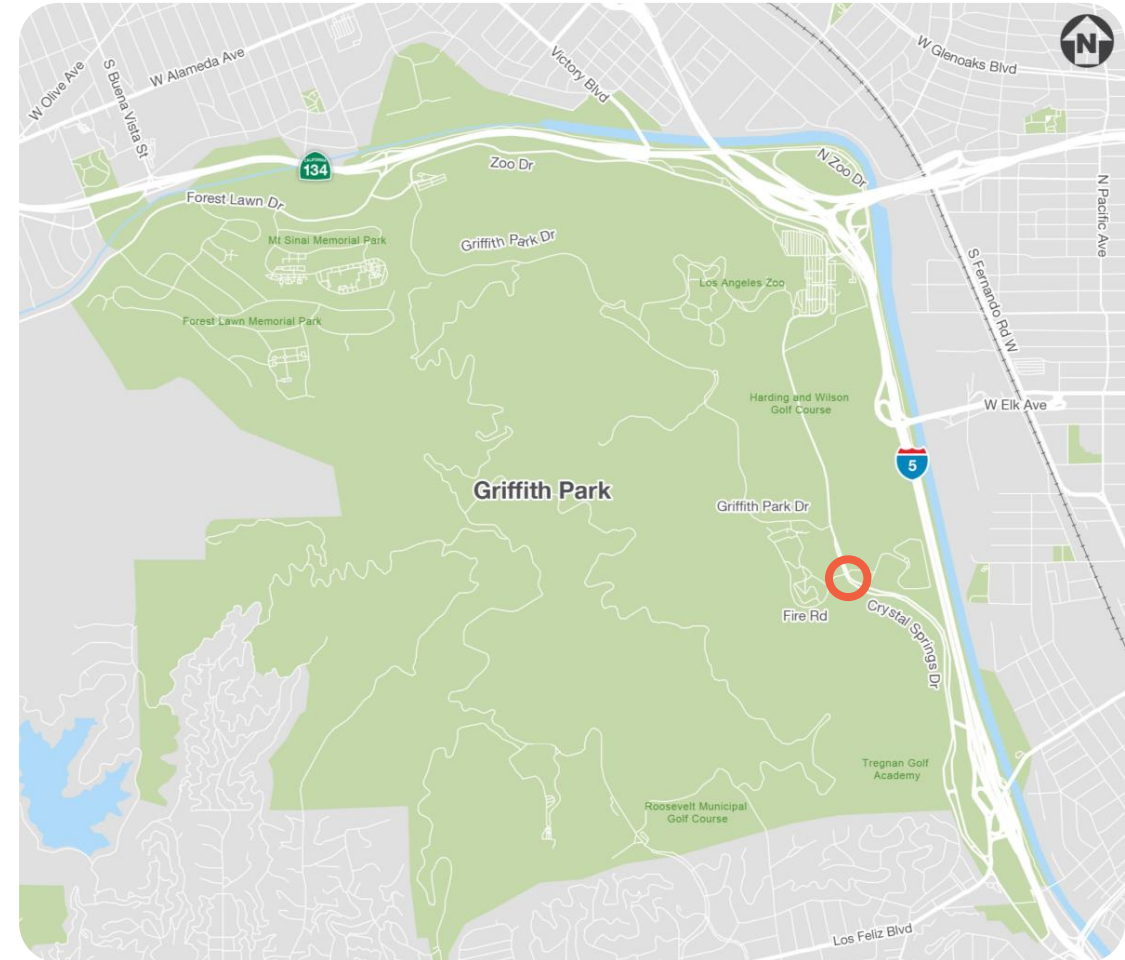 N
W Glenoaks Blvd
Victory Blvd
W Alameda Ave
W Olive Ave
S Buena Vista St
CALIFORNIA
134
Zoo Dr
N Zoo Dr
N Pacific Ave
Forest Lawn Dr
Mt Sinai Memorial Park
Griffith Park Dr
Los Angeles Zoo
S Fernando Rd W
Forest Lawn Memorial Park
Harding and Wilson
Golf Course
W Elk Ave
5
Griffith Park
Griffith Park Dr
Fire Rd
Crystal Springs Dr
Tregnan Golf
Academy
Roosevelt Municipal
Golf Course
Los Feliz Blvd